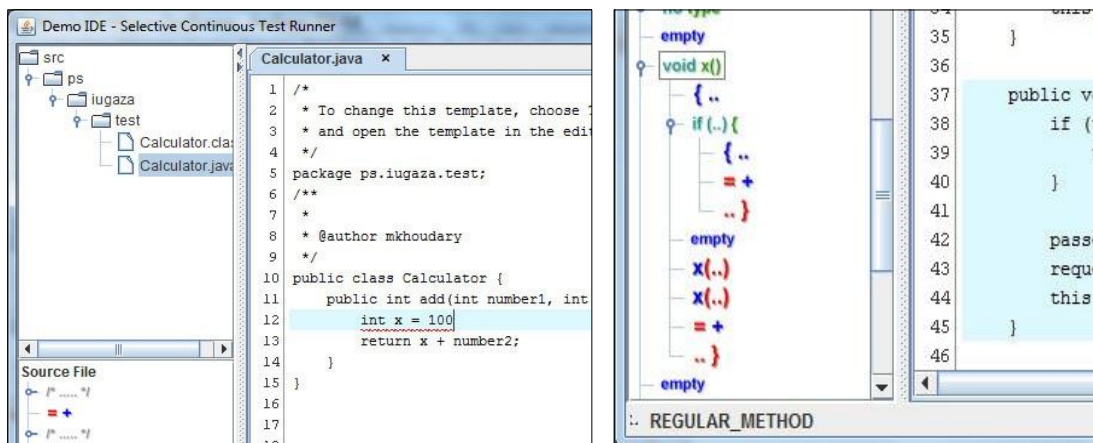 Demo IDE - Selective Continuous Test Runner
src
ps
iugaza
test
Calculator.cla
Calculator.java
Source File
/* ..... */
= +
/* ..... */
Calculator.java ×
1 /*
2 * To change this template, choose
3 * and open the template in the edi
4 */
5 package ps.iugaza.test;
6 /**
7 *
8 * @author mkhoudary
9 */
10 public class Calculator {
11 public int add(int number1, int
12 int x = 100
13 return x + number2;
14 }
15 }
16
17
empty
void x()
{ ..
if (..) {
{ ..
= +
.. }
empty
x(..)
x(..)
= +
.. }
empty
REGULAR_METHOD
35 }
36
37 public v
38 if (
39
40 }
41
42 pass
43 requ
44 this
45 }
46